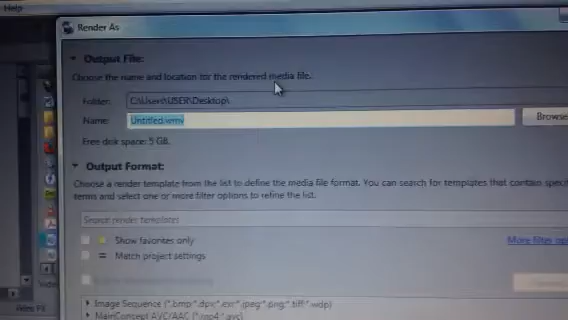 Help
Render As
Output File:
Choose the name and location for the rendered media file.
Folder: C:\Users\USER\Desktop\
Name: Untitled.wmv
Browse
Free disk space: 5 GB.
Output Format:
Choose a render template from the list to define the media file format. You can search for templates that contain specif
terms and select one or more filter options to refine the list.
Search render templates
Show favorites only
More filter opt
Match project settings
Image Sequence (*.bmp;*.dpx;*.exr;*.jpeg;*.png;*.tiff;*.wdp)
MainConcept AVC/AAC (*.mp4;*.avc)
Video FX